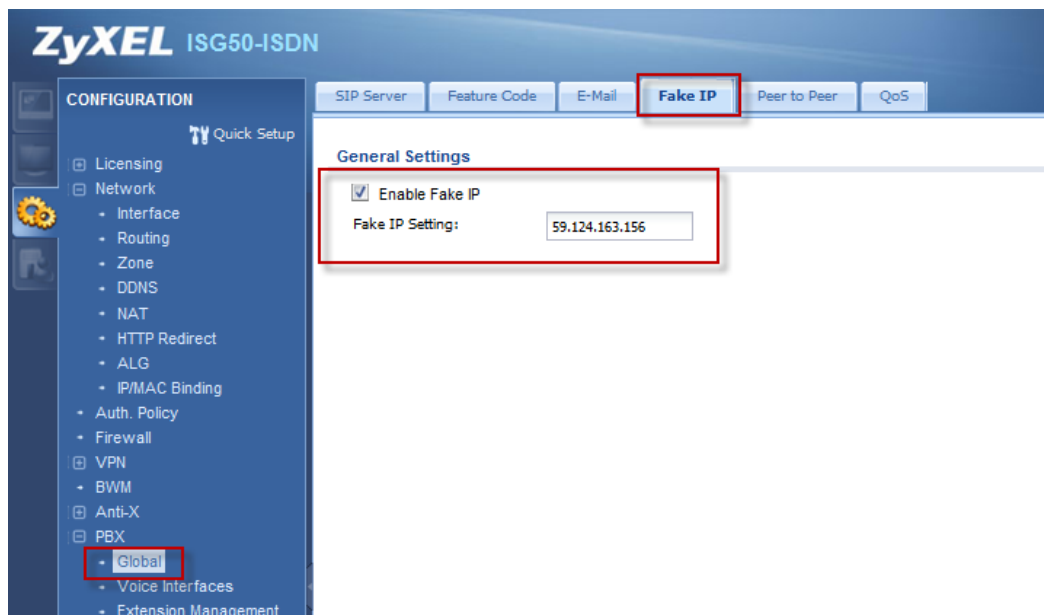 ZyXEL ISG50-ISDN
CONFIGURATION
Quick Setup
Licensing
Network
Interface
Routing
Zone
DDNS
NAT
HTTP Redirect
ALG
IP/MAC Binding
Auth. Policy
Firewall
VPN
BWM
Anti-X
PBX
Global
Voice Interfaces
Extension Management
SIP Server Feature Code E-Mail Fake IP Peer to Peer QoS
General Settings
Enable Fake IP
Fake IP Setting: 59.124.163.156